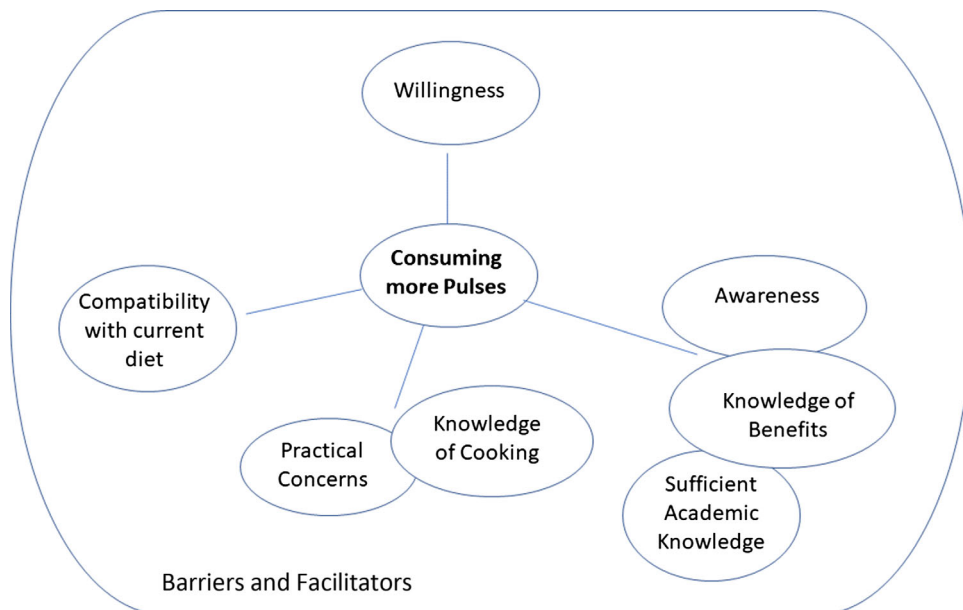 Willingness
Consuming
more Pulses
Compatibility
with current
diet
Awareness
Knowledge of
Benefits
Practical
Concerns
Knowledge
of Cooking
Sufficient
Academic
Knowledge
Barriers and Facilitators